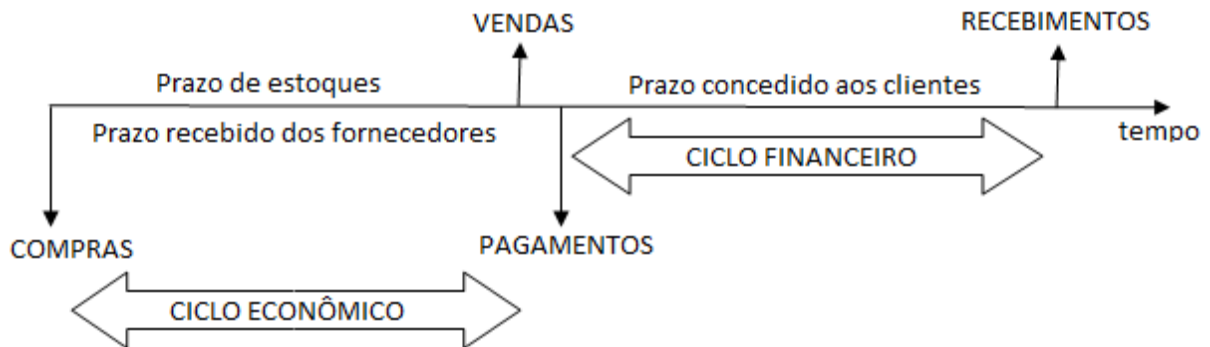 VENDAS
RECEBIMENTOS
Prazo de estoques
Prazo concedido aos clientes
Prazo recebido dos fornecedores
tempo
CICLO FINANCEIRO
COMPRAS
PAGAMENTOS
CICLO ECONÔMICO